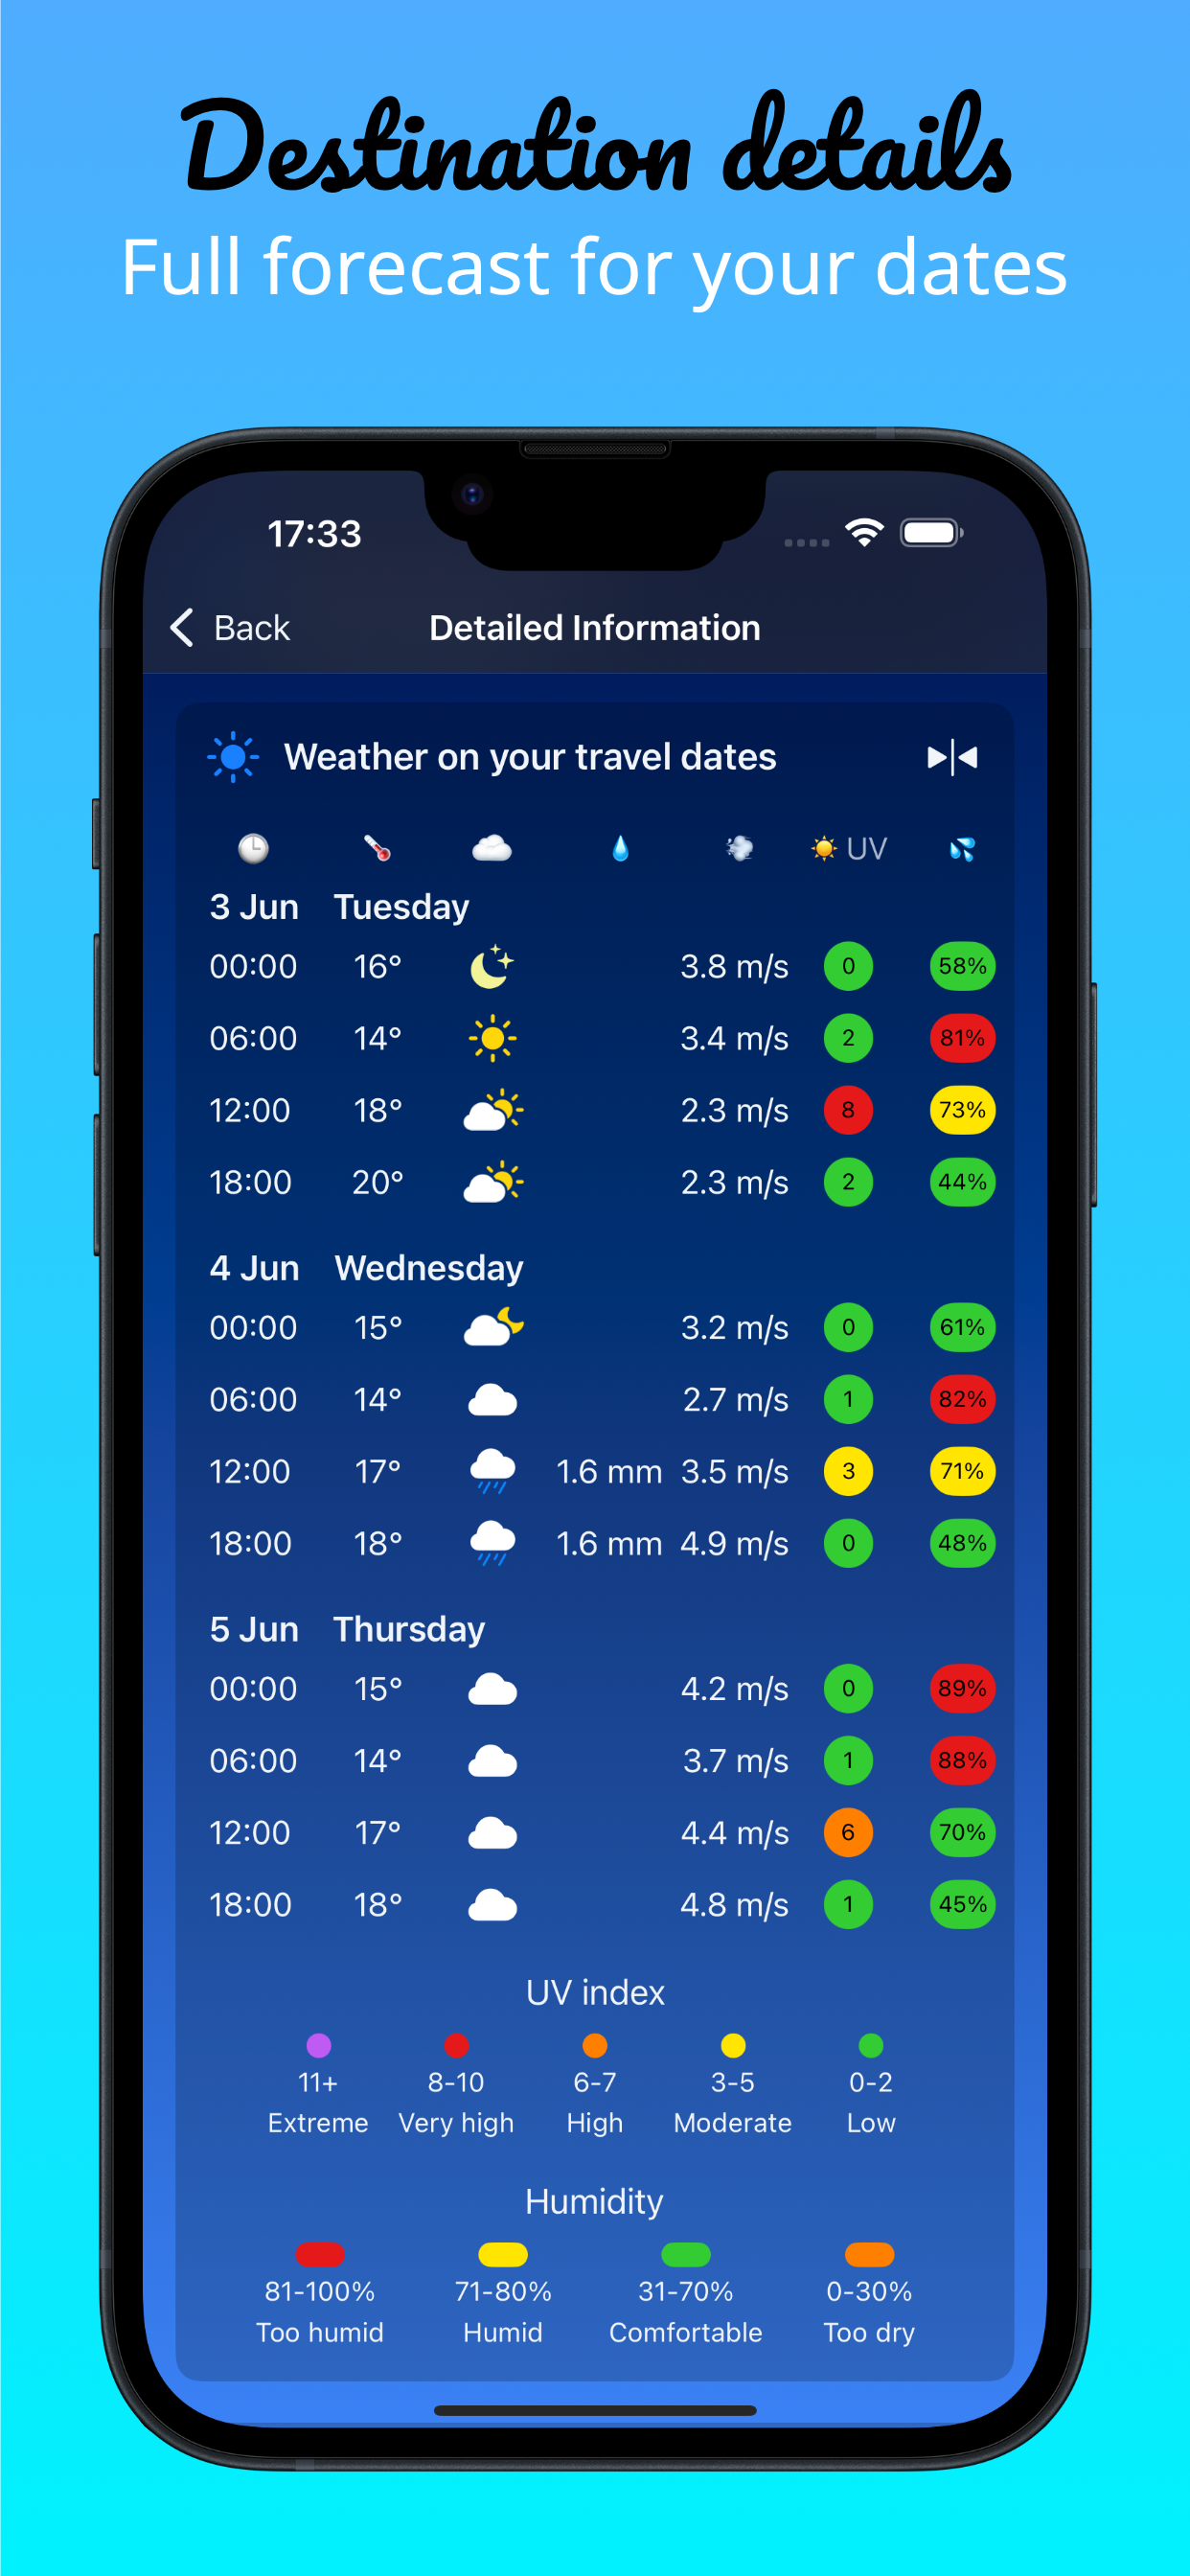 Destination details
Full forecast for your dates
17:33
Back Detailed Information
Weather on your travel dates
UV
3 Jun Tuesday
00:00 16° 3.8 m/s 0 58%
06:00 14° 3.4 m/s 2 81%
12:00 18° 2.3 m/s 8 73%
18:00 20° 2.3 m/s 2 44%
4 Jun Wednesday
00:00 15° 3.2 m/s 0 61%
06:00 14° 2.7 m/s 1 82%
12:00 17° 1.6 mm 3.5 m/s 3 71%
18:00 18° 1.6 mm 4.9 m/s 0 48%
5 Jun Thursday
00:00 15° 4.2 m/s 0 89%
06:00 14° 3.7 m/s 1 88%
12:00 17° 4.4 m/s 6 70%
18:00 18° 4.8 m/s 1 45%
UV index
11+ 8-10 6-7 3-5 0-2
Extreme Very high High Moderate Low
Humidity
81-100% 71-80% 31-70% 0-30%
Too humid Humid Comfortable Too dry